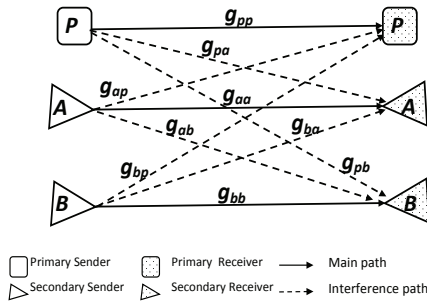 P g_pp P
g_pa
g_ap
A g_aa A
g_ab g_ba
g_bp g_pb
B g_bb B
Primary Sender Primary Receiver Main path
Secondary Sender Secondary Receiver Interference path